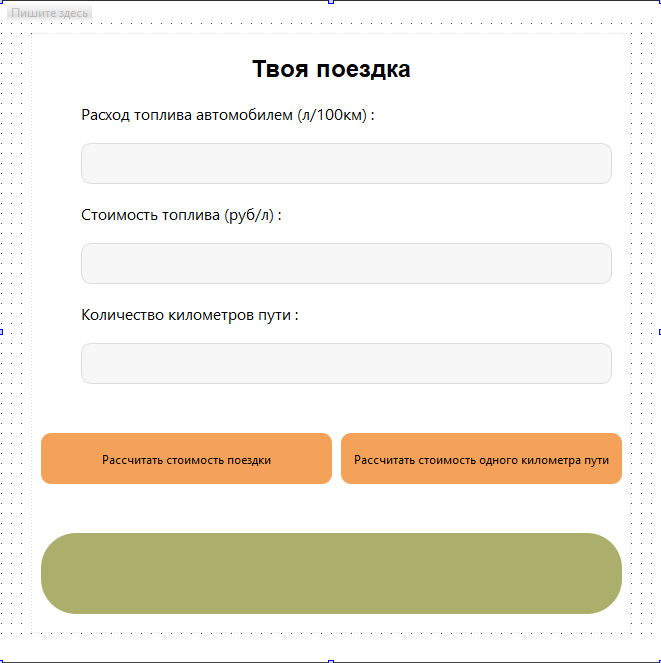 Пишите здесь
Твоя поездка
Расход топлива автомобилем (л/100км) :
Стоимость топлива (руб/л) :
Количество километров пути :
Рассчитать стоимость поездки
Рассчитать стоимость одного километра пути